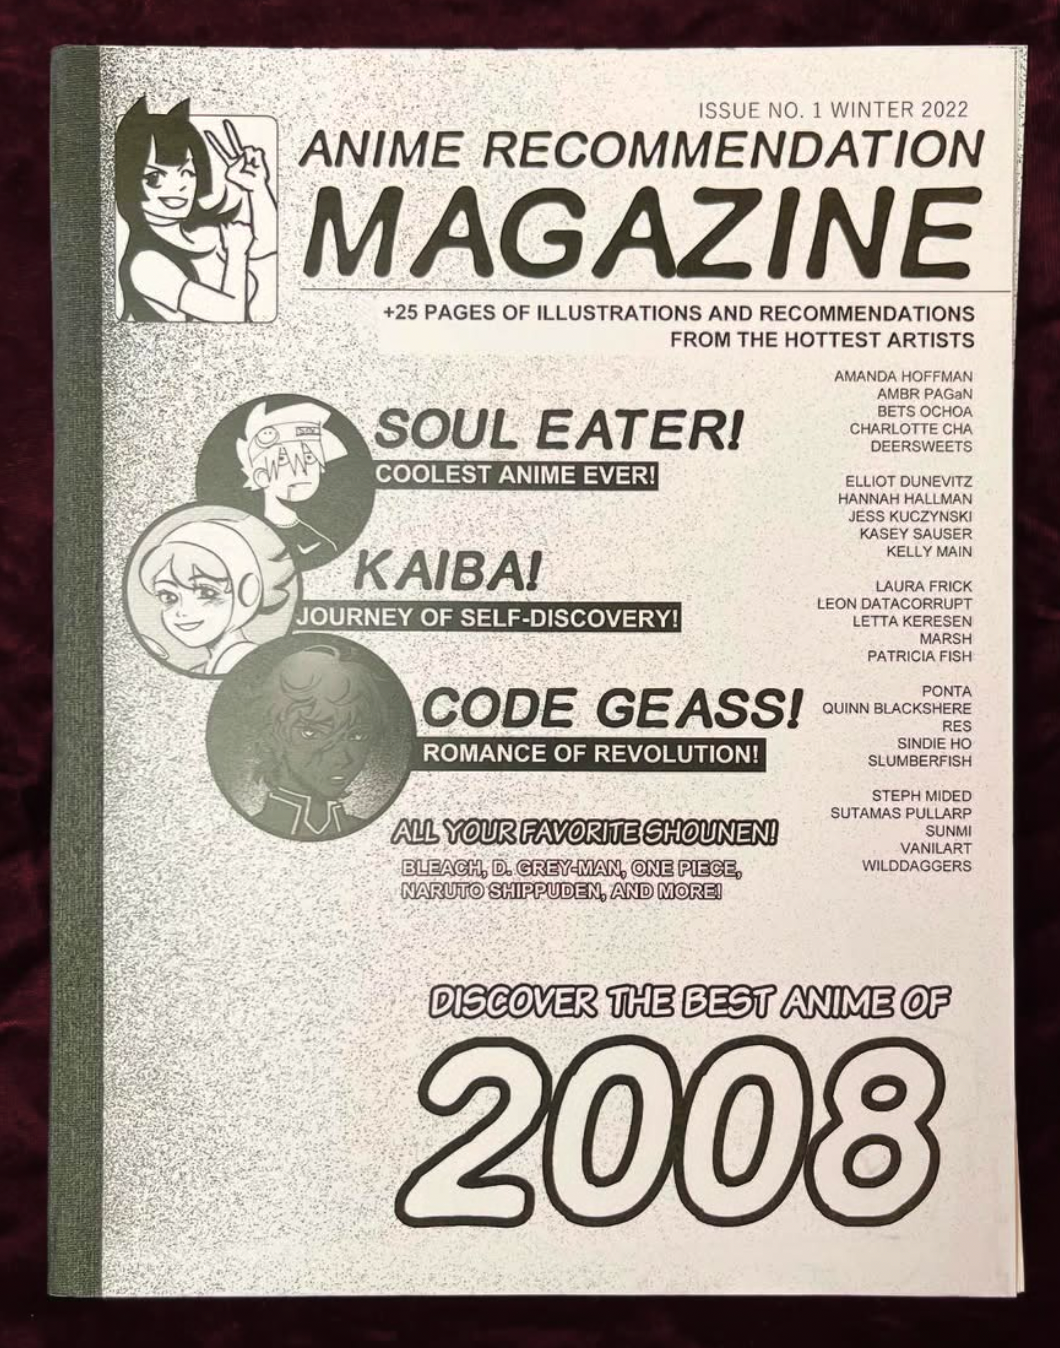 ISSUE NO. 1 WINTER 2022
ANIME RECOMMENDATION
MAGAZINE
+25 PAGES OF ILLUSTRATIONS AND RECOMMENDATIONS
FROM THE HOTTEST ARTISTS
SOUL EATER!
COOLEST ANIME EVER!
KAIBA!
JOURNEY OF SELF-DISCOVERY!
CODE GEASS!
ROMANCE OF REVOLUTION!
ALL YOUR FAVORITE SHOUNEN!
BLEACH, D. GREY-MAN, ONE PIECE,
NARUTO SHIPPUDEN, AND MORE!
AMANDA HOFFMAN
AMBR PAGaN
BETS OCHOA
CHARLOTTE CHA
DEERSWEETS
ELLIOT DUNEVITZ
HANNAH HALLMAN
JESS KUCZYNSKI
KASEY SAUSER
KELLY MAIN
LAURA FRICK
LEON DATACORRUPT
LETTA KERESEN
MARSH
PATRICIA FISH
PONTA
QUINN BLACKSHERE
RES
SINDIE HO
SLUMBERFISH
STEPH MIDED
SUTAMAS PULLARP
SUNMI
VANILART
WILDDAGGERS
DISCOVER THE BEST ANIME OF
2008